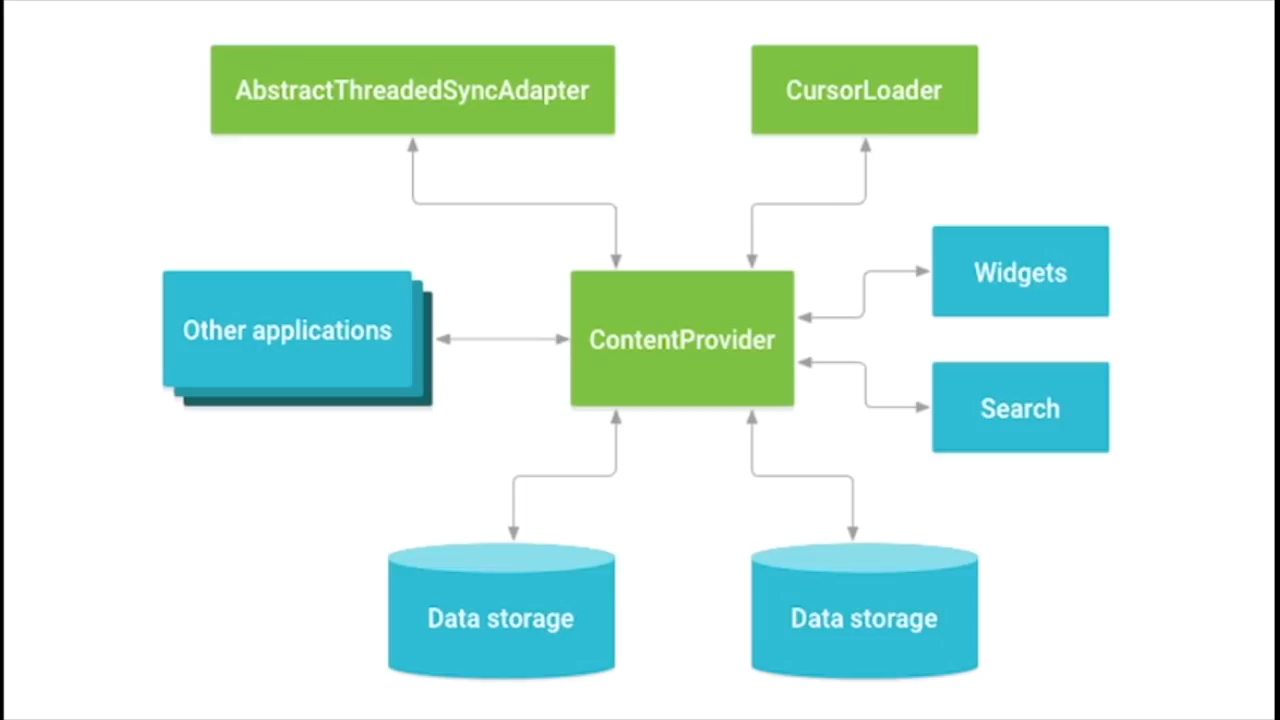 AbstractThreadedSyncAdapter
CursorLoader
Widgets
Other applications
ContentProvider
Search
Data storage
Data storage